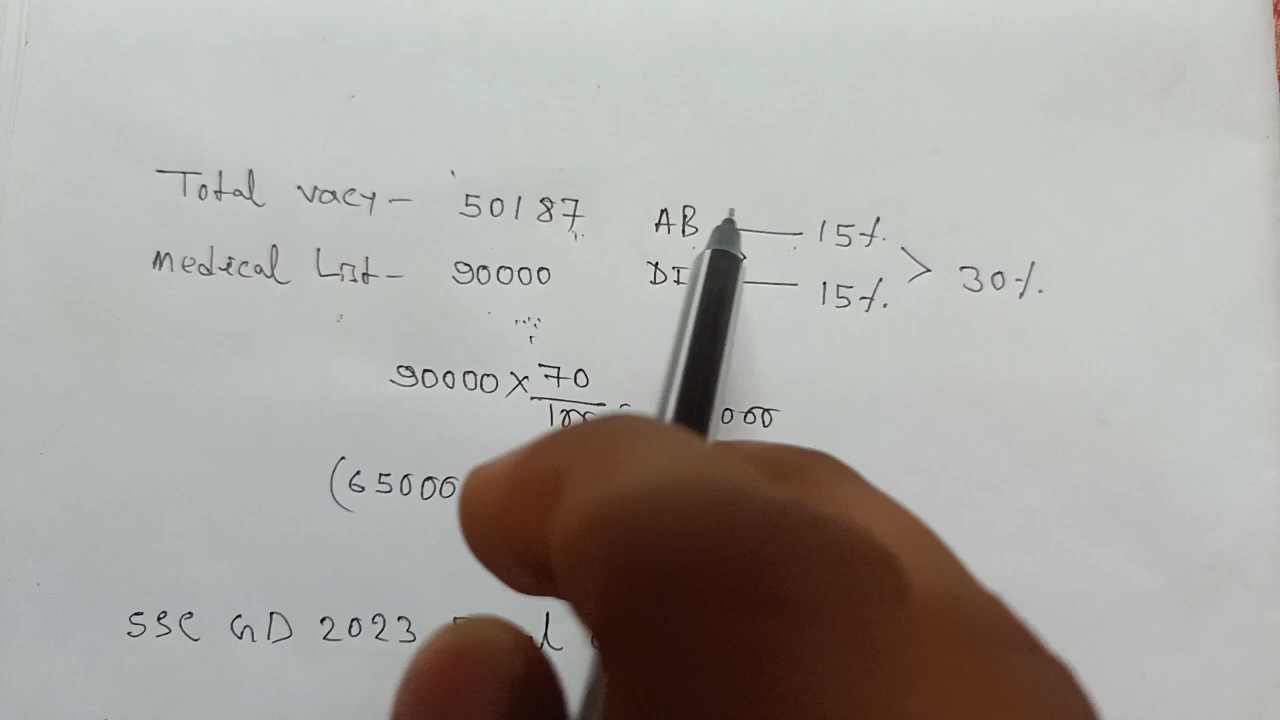 Total vacy- 50187 AB — 15%
Medical List- 90000 DI — 15% > 30%
90000 x 70
100 000
(65000
SSC GD 2023